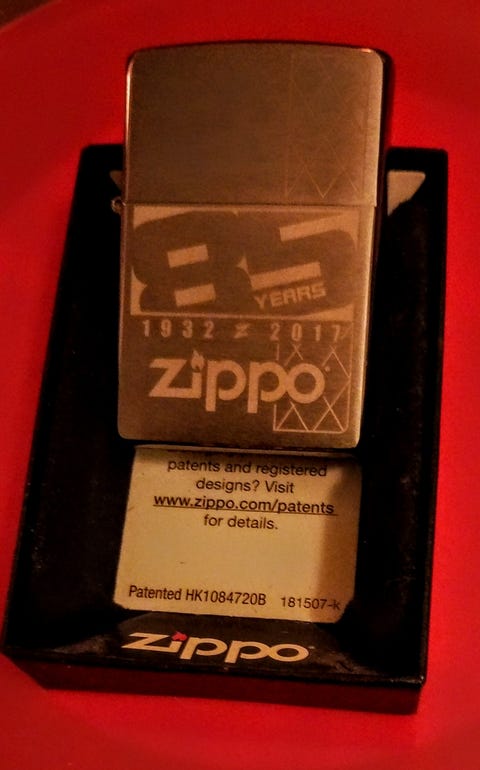 85
YEARS
1932 z 2017
zippo
patents and registered
designs? Visit
www.zippo.com/patents
for details.
Patented HK1084720B 181507-k
zippo